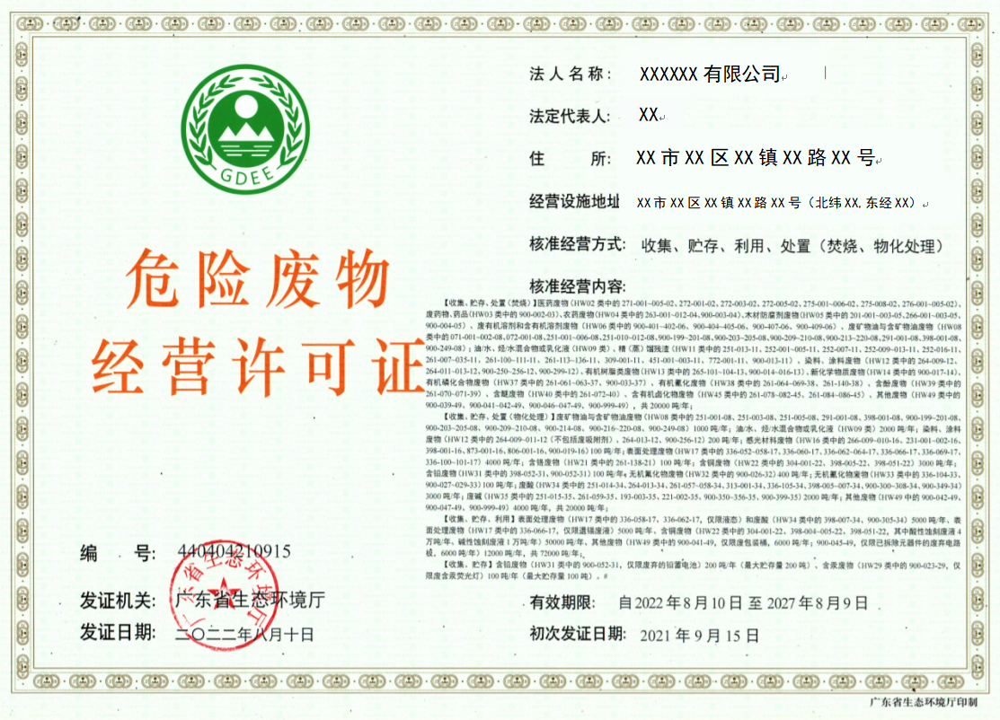 GDEE
危险废物
经营许可证
编 号: 440404210915
发证机关: 广东省生态环境厅
发证日期: 二〇二二年八月十日
广东省生态环境厅
法人名称: XXXXXX 有限公司
法定代表人: XX
住 所: XX 市 XX 区 XX 镇 XX 路 XX 号
经营设施地址 XX 市 XX 区 XX 镇 XX 路 XX 号（北纬 XX, 东经 XX）
核准经营方式: 收集、贮存、利用、处置（焚烧、物化处理）
核准经营内容:
【收集、贮存、处置（焚烧）】医药废物（HW02 类中的 271-001~005-02、272-001-02、272-003-02、272-005-02、275-001~006-02、275-008-02、276-001~005-02）、
废药物、药品（HW03 类中的 900-002-03）、农药废物（HW04 类中的 263-001~012-04、900-003-04）、木材防腐剂废物（HW05 类中的 201-001~003-05、266-001~003-05、
900-004-05）、废有机溶剂和含有机溶剂废物（HW06 类中的 900-401~402-06、900-404~405-06、900-407-06、900-409-06）、废矿物油与含矿物油废物（HW08
类中的 071-001~002-08、072-001-08、251-001~006-08、251-010~012-08、900-199~201-08、900-203~205-08、900-209~210-08、900-213~220-08、291-001-08、398-001-08、
900-249-08）；油/水、烃/水混合物或乳化液（HW09 类）、精（蒸）馏残渣（HW11 类中的 251-013-11、252-001~005-11、252-007-11、252-009~013-11、252-016-11、
261-007~035-11、261-100~111-11、261-113~136-11、309-001-11、451-001~003-11、772-001-11、900-013-11）、染料、涂料废物（HW12 类中的 264-009-12、
264-011~013-12、900-250~256-12、900-299-12）、有机树脂类废物（HW13 类中的 265-101~104-13、900-014~016-13）、新化学物质废物（HW14 类中的 900-017-14）、
有机磷化合物废物（HW37 类中的 261-061~063-37、900-033-37）、有机氰化废物（HW38 类中的 261-064~069-38、261-140-38）、含酚废物（HW39 类中的
261-070~071-39）、含醚废物（HW40 类中的 261-072-40）、含有机卤化物废物（HW45 类中的 261-078~082-45、261-084~086-45）、其他废物（HW49 类中的
900-039-49、900-041~042-49、900-046~047-49、900-999-49），共 20000 吨/年；
【收集、贮存、处置（物化处理）】废矿物油与含矿物油废物（HW08 类中的 251-001-08、251-003-08、251-005-08、291-001-08、398-001-08、900-199~201-08、
900-203~205-08、900-209~210-08、900-214-08、900-216~220-08、900-249-08）1000 吨/年；油/水、烃/水混合物或乳化液（HW09 类）2000 吨/年；染料、涂料
废物（HW12 类中的 264-009~011-12（不包括废吸附剂）、264-013-12、900-256-12）200 吨/年；感光材料废物（HW16 类中的 266-009~010-16、231-001~002-16、
398-001-16、873-001-16、806-001-16、900-019-16）100 吨/年；表面处理废物（HW17 类中的 336-052~058-17、336-060-17、336-062~064-17、336-066-17、336-069-17、
336-100~101-17）4000 吨/年；含铬废物（HW21 类中的 261-138-21）100 吨/年；含铜废物（HW22 类中的 304-001-22、398-005-22、398-051-22）3000 吨/年；
含铅废物（HW31 类中的 398-052-31、900-052-31）100 吨/年；无机氟化物废物（HW32 类中的 900-026-32）400 吨/年；无机氰化物废物（HW33 类中的 336-104-33、
900-027~029-33）100 吨/年；废酸（HW34 类中的 251-014-34、264-013-34、261-057~058-34、313-001-34、336-105-34、398-005~007-34、900-300~308-34、900-349-34）
3000 吨/年；废碱（HW35 类中的 251-015-35、261-059-35、193-003-35、221-002-35、900-350~356-35、900-399-35）2000 吨/年；其他废物（HW49 中的 900-042-49、
900-047-49、900-999-49）4000 吨/年，共 20000 吨/年；
【收集、贮存、利用】表面处理废物（HW17 类中的 336-058-17、336-062-17，仅限液态）和废酸（HW34 类中的 398-007-34、900-305-34）5000 吨/年、表
面处理废物（HW17 类中的 336-066-17，仅限退锡废液）5000 吨/年、含铜废物（HW22 类中的 304-001-22、398-004~005-22、398-051-22，其中酸性蚀刻废液 4
万吨/年、碱性蚀刻废液 1 万吨/年）50000 吨/年、其他废物（HW49 类中的 900-041-49，仅限废包装桶，6000 吨/年；900-045-49，仅限已拆除元器件的废弃电路
板，6000 吨/年）12000 吨/年，共 72000 吨/年；
【收集、贮存】含铅废物（HW31 类中的 900-052-31，仅限废弃的铅蓄电池）200 吨/年（最大贮存量 200 吨）、含汞废物（HW29 类中的 900-023-29，仅
限废含汞荧光灯）100 吨/年（最大贮存量 100 吨）。#
有效期限: 自 2022 年 8 月 10 日 至 2027 年 8 月 9 日
初次发证日期: 2021 年 9 月 15 日
广东省生态环境厅印制